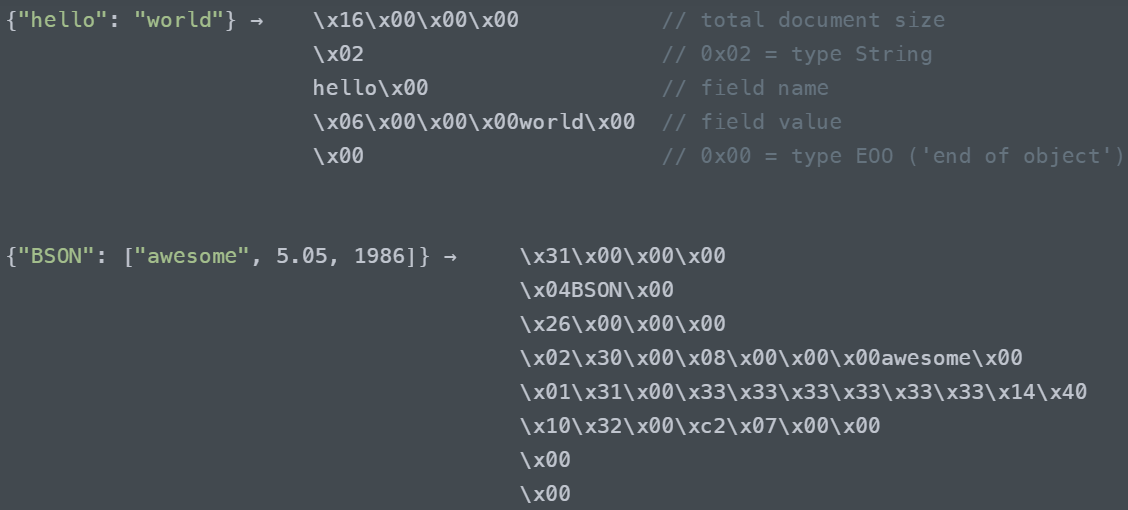 {"hello": "world"} → \x16\x00\x00\x00 // total document size
\x02 // 0x02 = type String
hello\x00 // field name
\x06\x00\x00\x00world\x00 // field value
\x00 // 0x00 = type EOO ('end of object')
{"BSON": ["awesome", 5.05, 1986]} → \x31\x00\x00\x00
\x04BSON\x00
\x26\x00\x00\x00
\x02\x30\x00\x08\x00\x00\x00awesome\x00
\x01\x31\x00\x33\x33\x33\x33\x33\x33\x14\x40
\x10\x32\x00\xc2\x07\x00\x00
\x00
\x00